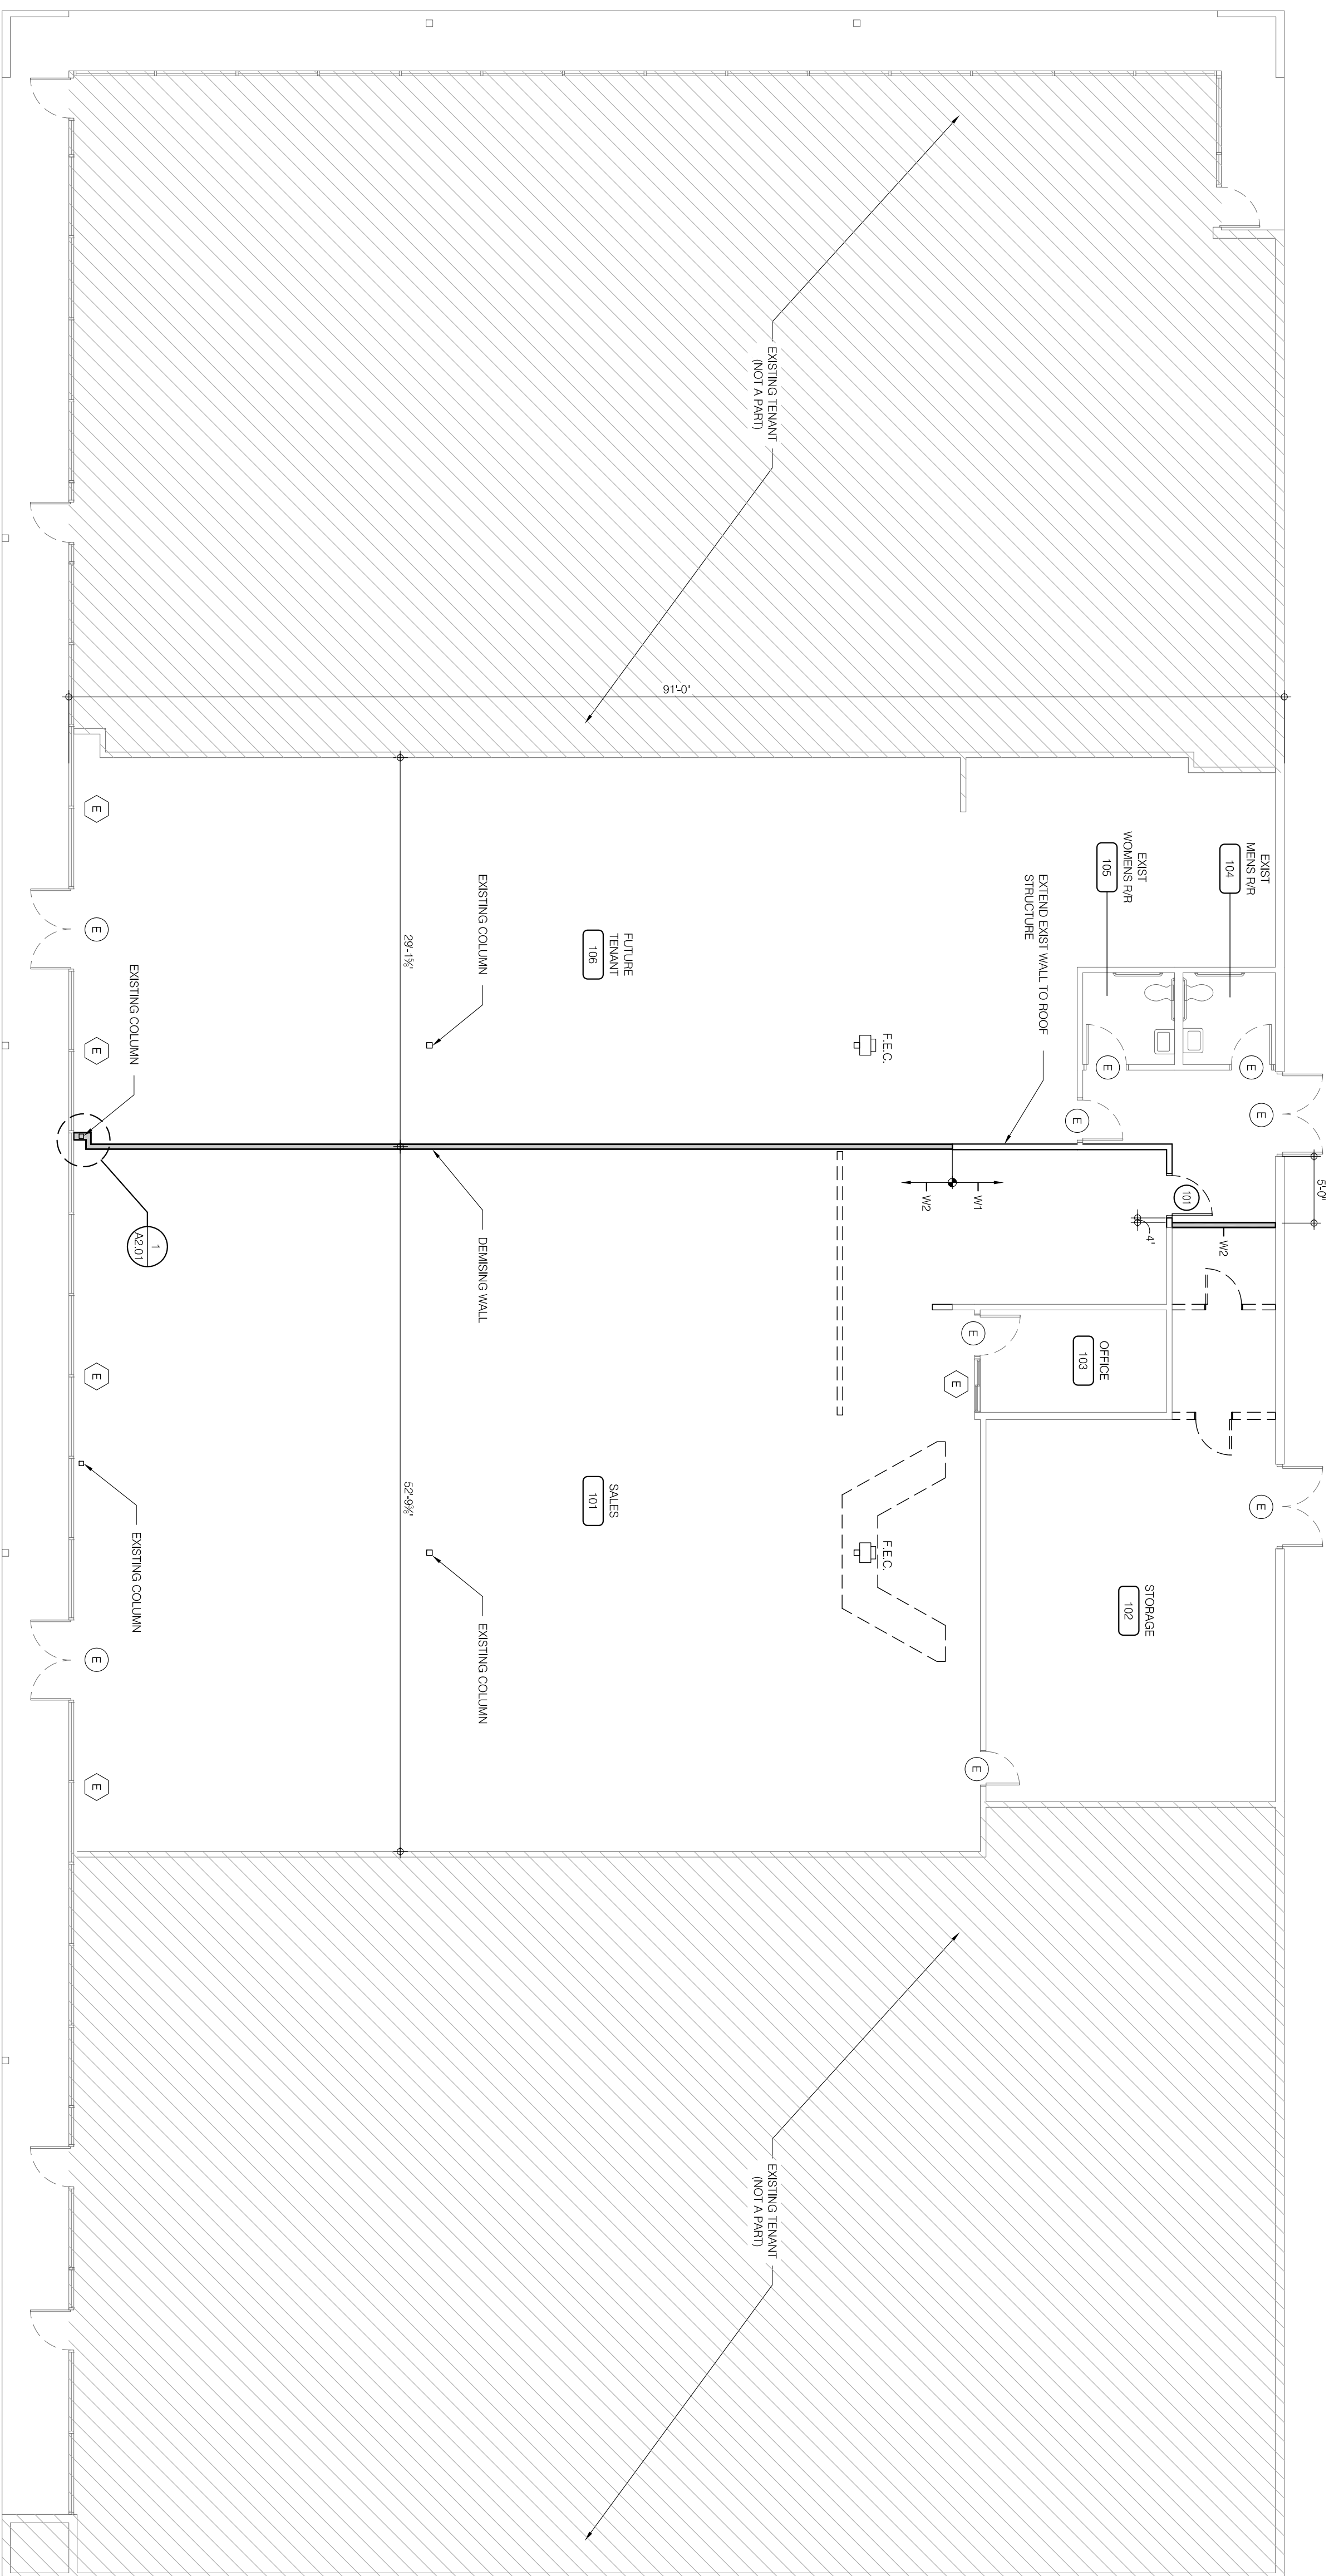 5'-0"
EXIST
MENS R/R
104
EXIST
WOMENS R/R
105
E
E
E
E
101
4"
W2
E
EXTEND EXIST WALL TO ROOF
STRUCTURE
W1
W2
OFFICE
103
E
E
STORAGE
102
E
F.E.C.
F.E.C.
EXISTING TENANT
(NOT A PART)
91'-0"
EXISTING TENANT
(NOT A PART)
FUTURE
TENANT
106
SALES
101
EXISTING COLUMN
DEMISING WALL
EXISTING COLUMN
29'-1⅝"
52'-9⅜"
EXISTING COLUMN
1
A2.01
EXISTING COLUMN
E
E
E
E
E
E